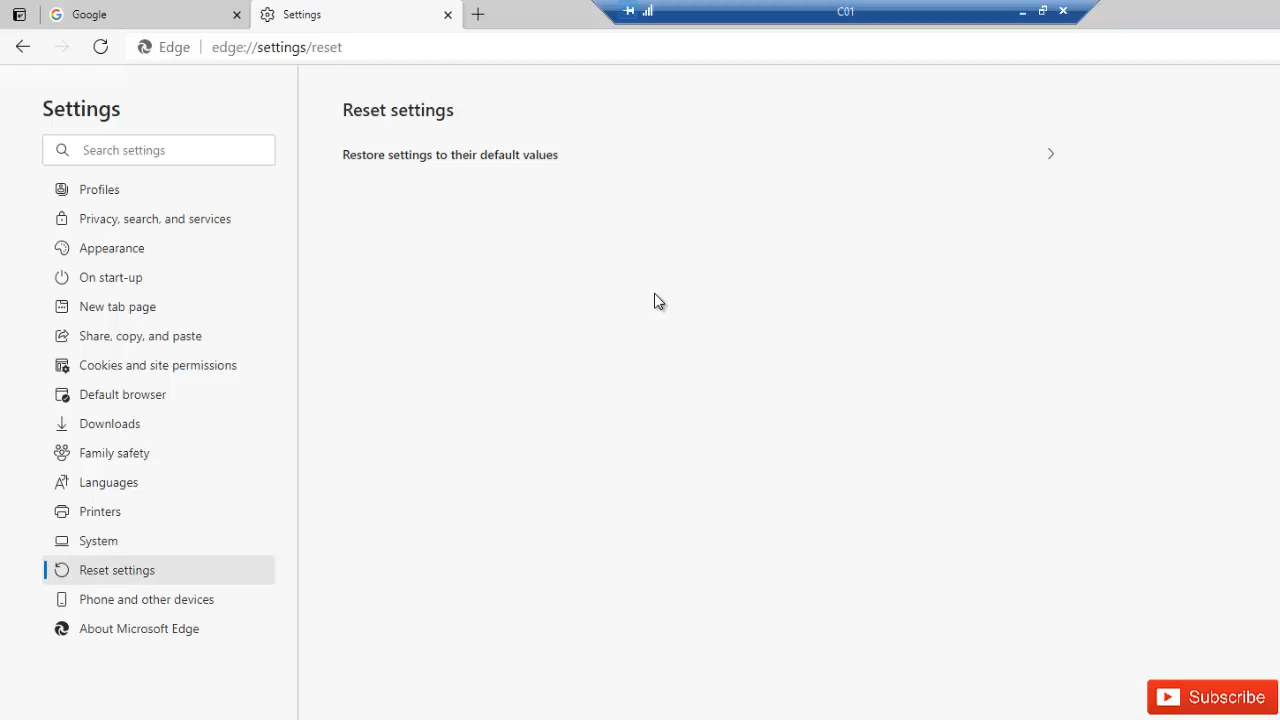 Google
Settings
C01
Edge
edge://settings/reset
Settings
Search settings
Profiles
Privacy, search, and services
Appearance
On start-up
New tab page
Share, copy, and paste
Cookies and site permissions
Default browser
Downloads
Family safety
Languages
Printers
System
Reset settings
Phone and other devices
About Microsoft Edge
Reset settings
Restore settings to their default values
Subscribe